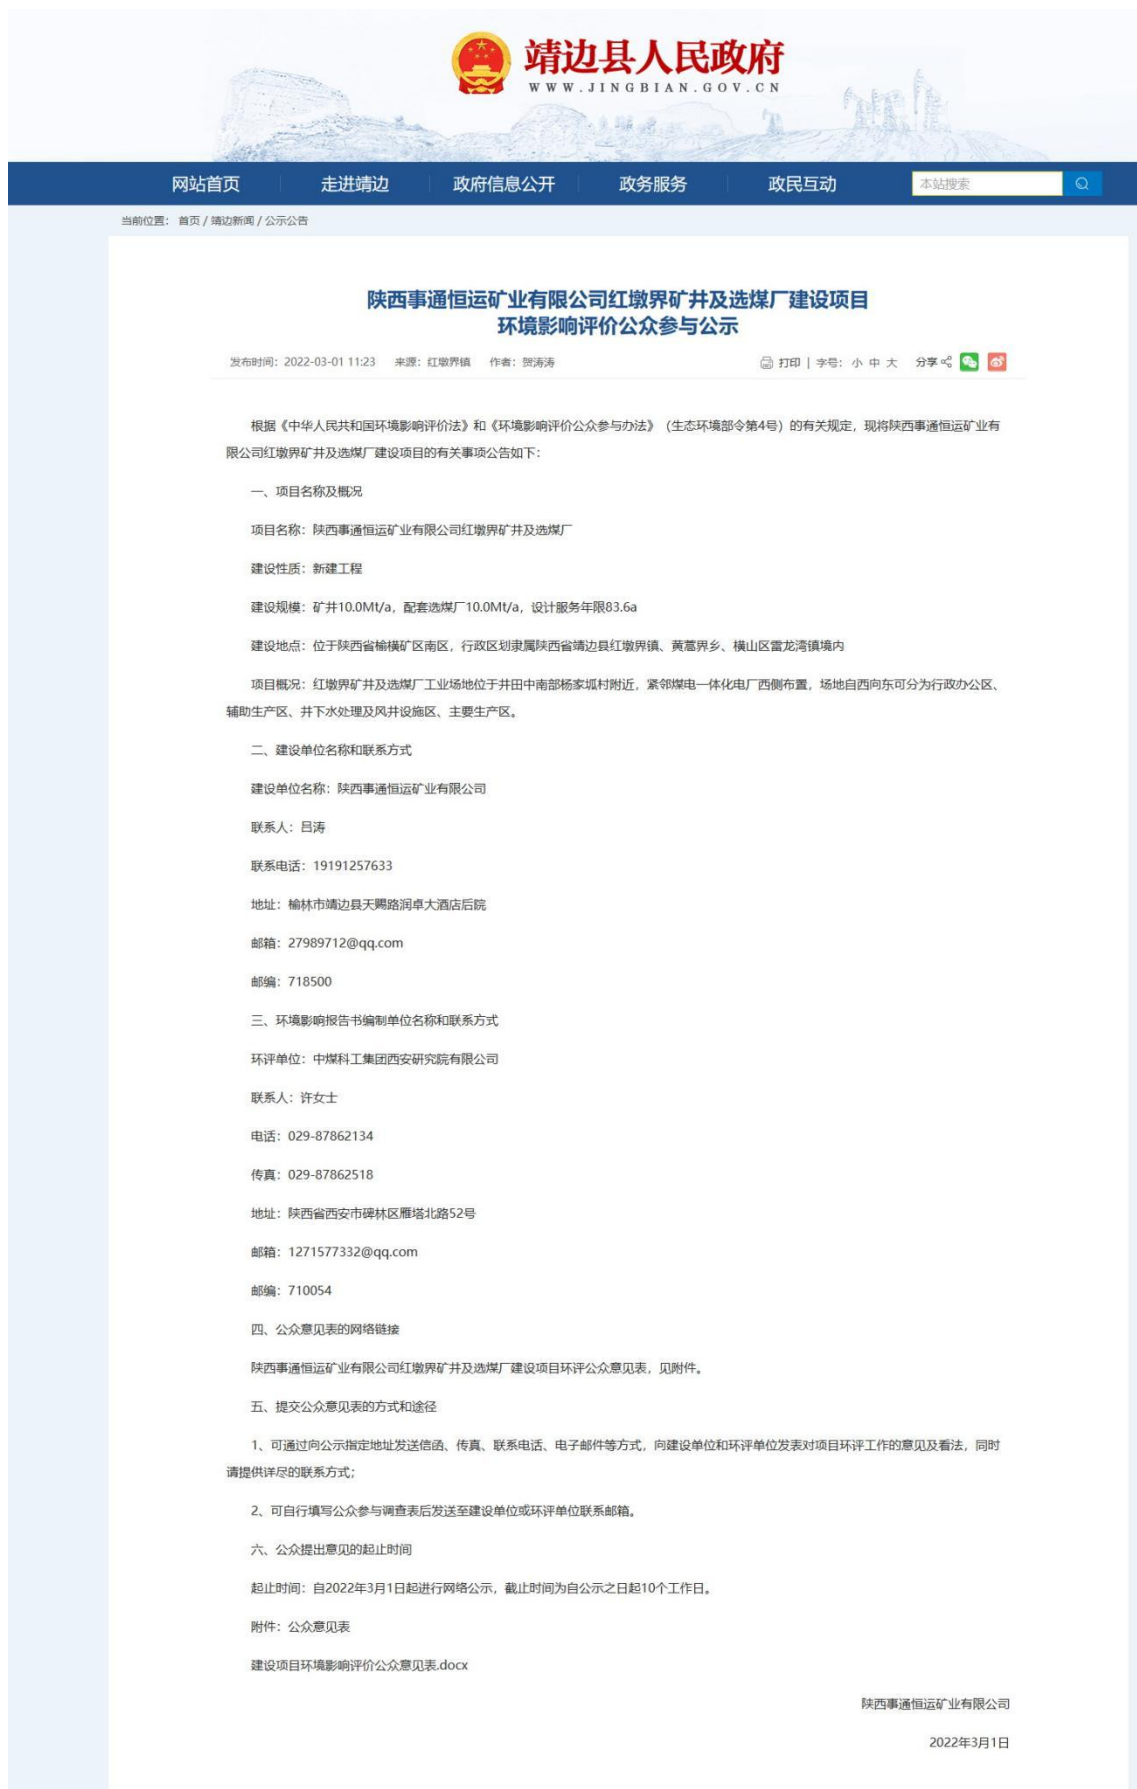 靖边县人民政府
WWW.JINGBIAN.GOV.CN
网站首页 走进靖边 政府信息公开 政务服务 政民互动 本站搜索
当前位置： 首页 / 靖边新闻 / 公示公告
陕西事通恒运矿业有限公司红墩界矿井及选煤厂建设项目
环境影响评价公众参与公示
发布时间：2022-03-01 11:23 来源：红墩界镇 作者：贺涛涛 打印 | 字号： 小 中 大 分享
根据《中华人民共和国环境影响评价法》和《环境影响评价公众参与办法》（生态环境部令第4号）的有关规定，现将陕西事通恒运矿业有
限公司红墩界矿井及选煤厂建设项目的有关事项公告如下：
一、项目名称及概况
项目名称：陕西事通恒运矿业有限公司红墩界矿井及选煤厂
建设性质：新建工程
建设规模：矿井10.0Mt/a，配套选煤厂10.0Mt/a，设计服务年限83.6a
建设地点：位于陕西省榆横矿区南区，行政区划隶属陕西省靖边县红墩界镇、黄蒿界乡、横山区雷龙湾镇境内
项目概况：红墩界矿井及选煤厂工业场地位于井田中南部杨家坬村附近，紧邻煤电一体化电厂西侧布置，场地自西向东可分为行政办公区、
辅助生产区、井下水处理及风井设施区、主要生产区。
二、建设单位名称和联系方式
建设单位名称：陕西事通恒运矿业有限公司
联系人：吕涛
联系电话：19191257633
地址：榆林市靖边县天赐路润卓大酒店后院
邮箱：27989712@qq.com
邮编：718500
三、环境影响报告书编制单位名称和联系方式
环评单位：中煤科工集团西安研究院有限公司
联系人：许女士
电话：029-87862134
传真：029-87862518
地址：陕西省西安市碑林区雁塔北路52号
邮箱：1271577332@qq.com
邮编：710054
四、公众意见表的网络链接
陕西事通恒运矿业有限公司红墩界矿井及选煤厂建设项目环评公众意见表，见附件。
五、提交公众意见表的方式和途径
1、可通过向公示指定地址发送信函、传真、联系电话、电子邮件等方式，向建设单位和环评单位发表对项目环评工作的意见及看法，同时
请提供详尽的联系方式；
2、可自行填写公众参与调查表后发送至建设单位或环评单位联系邮箱。
六、公众提出意见的起止时间
起止时间：自2022年3月1日起进行网络公示，截止时间为自公示之日起10个工作日。
附件：公众意见表
建设项目环境影响评价公众意见表.docx
陕西事通恒运矿业有限公司
2022年3月1日